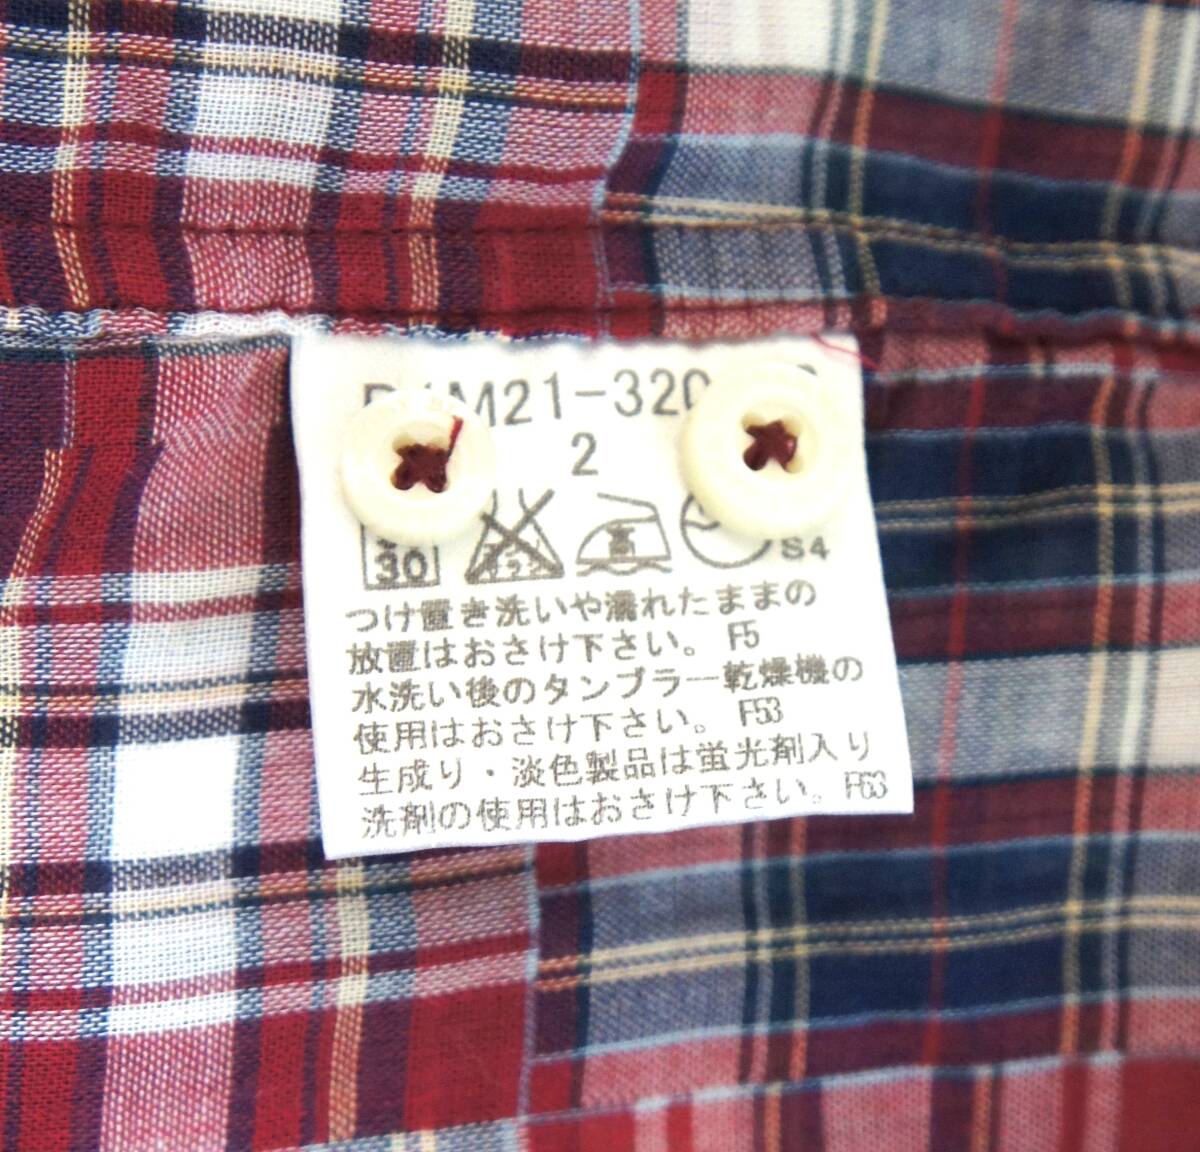 M21-320
2
30 高 S4
つけ置き洗いや濡れたままの
放置はおさけ下さい。 F5
水洗い後のタンブラー乾燥機の
使用はおさけ下さい。 F53
生成り・淡色製品は蛍光剤入り
洗剤の使用はおさけ下さい。 F63